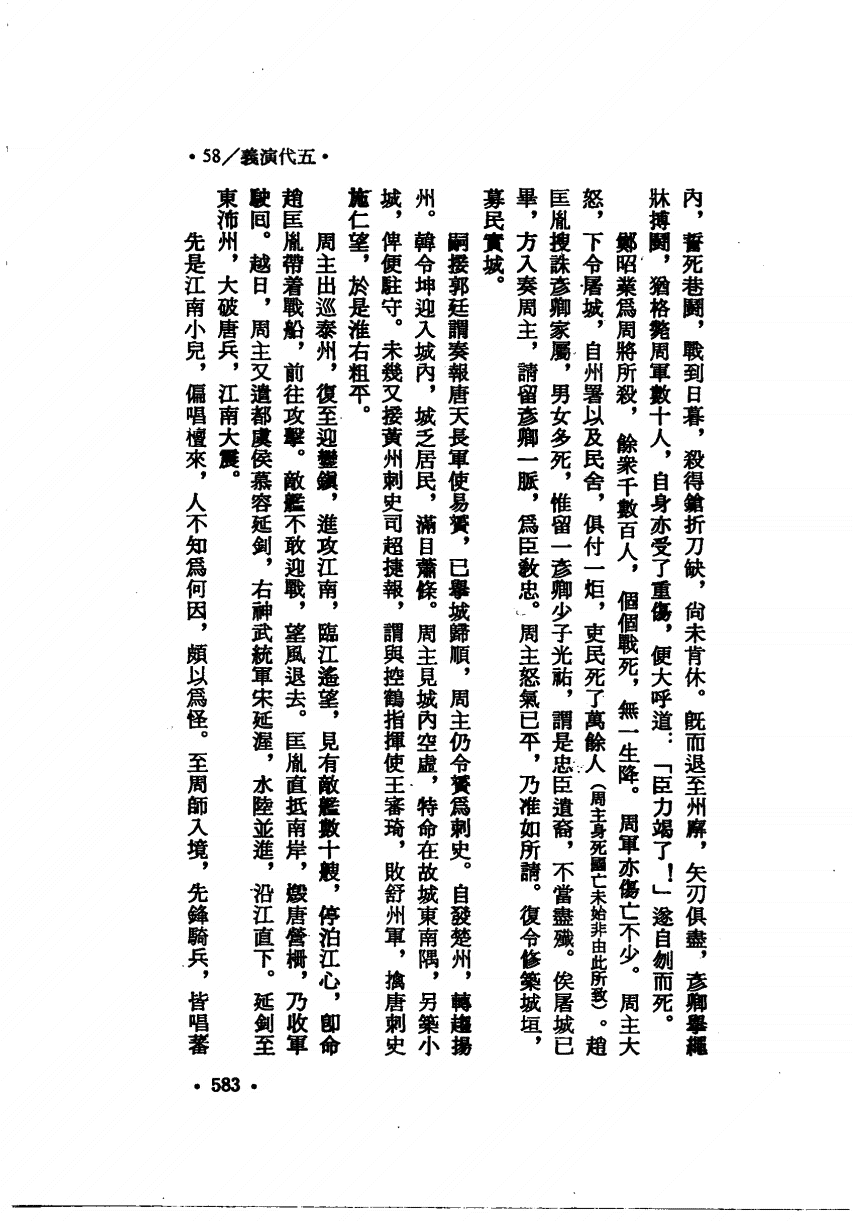 •58／義演代五•
內，誓死巷鬪，戰到日暮，殺得鎗折刀缺，尙未肯休。旣而退至州廨，矢刃俱盡，彥卿舉繩
牀搏鬪，猶格斃周軍數十人，自身亦受了重傷，便大呼道：「臣力竭了！」遂自刎而死。
鄭昭業爲周將所殺，餘衆千數百人，個個戰死，無一生降。周軍亦傷亡不少。周主大
怒，下令屠城，自州署以及民舍，俱付一炬，吏民死了萬餘人（周主身死國亡未始非由此所致）。趙
匡胤搜誅彥卿家屬，男女多死，惟留一彥卿少子光祐，謂是忠臣遺裔，不當盡殲。俟屠城已
畢，方入奏周主，請留彥卿一脈，爲臣敎忠。周主怒氣已平，乃准如所請。復令修築城垣，
募民實城。
嗣接郭廷謂奏報唐天長軍使易贇，已舉城歸順，周主仍令贇爲刺史。自發楚州，轉趨揚
州。韓令坤迎入城內，城乏居民，滿目蕭條。周主見城內空虛，特命在故城東南隅，另築小
城，俾便駐守。未幾又接黃州刺史司超捷報，謂與控鶴指揮使王審琦，敗舒州軍，擒唐刺史
施仁望，於是淮右粗平。
周主出巡泰州，復至迎鑾鎭，進攻江南，臨江遙望，見有敵艦數十艘，停泊江心，卽命
趙匡胤帶着戰船，前往攻擊。敵艦不敢迎戰，望風退去。匡胤直抵南岸，燬唐營柵，乃收軍
駛囘。越日，周主又遣都虞侯慕容延釗，右神武統軍宋延渥，水陸並進，沿江直下。延釗至
東沛州，大破唐兵，江南大震。
先是江南小兒，偏唱檀來，人不知爲何因，頗以爲怪。至周師入境，先鋒騎兵，皆唱蕃
•583•